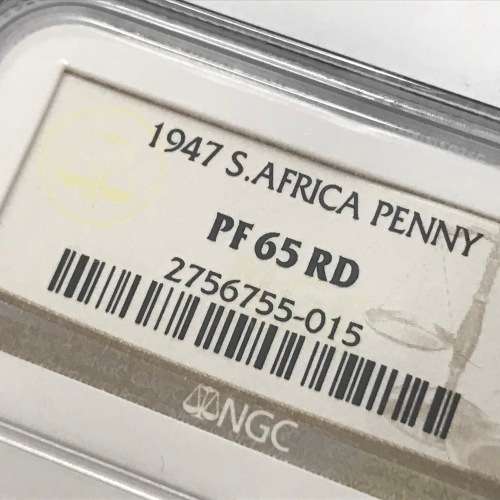 1947 S.AFRICA PENNY
PF 65 RD
2756755-015
NGC